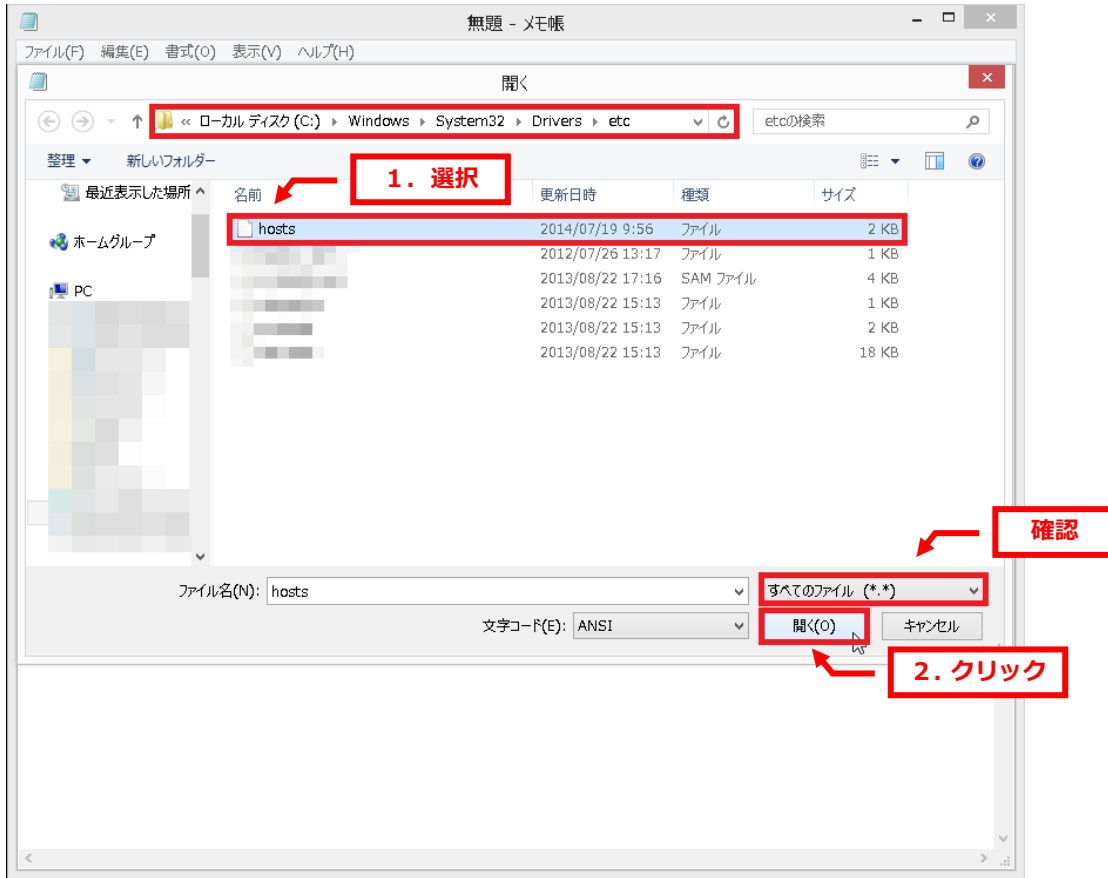 無題 - メモ帳
ファイル(F) 編集(E) 書式(O) 表示(V) ヘルプ(H)
開く
« ローカル ディスク (C:) Windows System32 Drivers etc etcの検索
整理 新しいフォルダー
1. 選択
最近表示した場所 名前 更新日時 種類 サイズ
hosts 2014/07/19 9:56 ファイル 2 KB
ホームグループ 2012/07/26 13:17 ファイル 1 KB
2013/08/22 17:16 SAM ファイル 4 KB
PC 2013/08/22 15:13 ファイル 1 KB
2013/08/22 15:13 ファイル 2 KB
2013/08/22 15:13 ファイル 18 KB
確認
ファイル名(N): hosts すべてのファイル (*.*)
文字コード(E): ANSI 開く(O) キャンセル
2. クリック